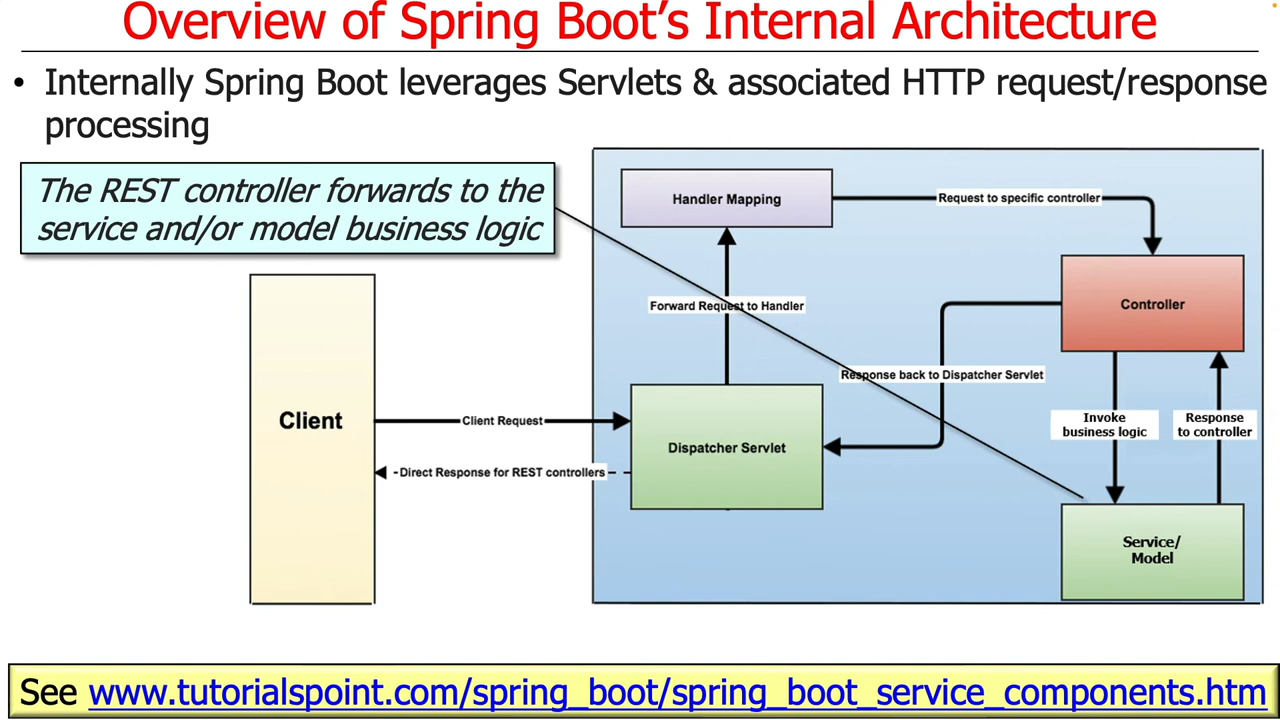 Overview of Spring Boot's Internal Architecture
• Internally Spring Boot leverages Servlets & associated HTTP request/response
processing
The REST controller forwards to the
service and/or model business logic
Handler Mapping
Request to specific controller
Forward Request to Handler
Controller
Response back to Dispatcher Servlet
Client
Client Request
Dispatcher Servlet
Direct Response for REST controllers
Invoke
business logic
Response
to controller
Service/
Model
See www.tutorialspoint.com/spring_boot/spring_boot_service_components.htm